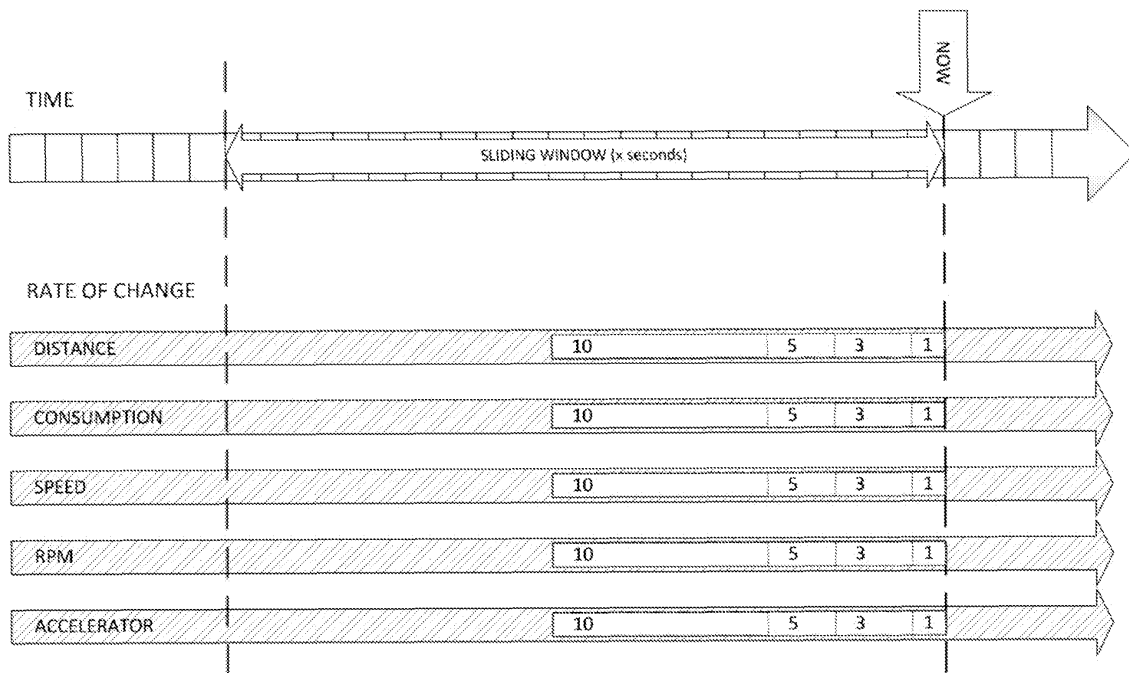 NOW
TIME
SLIDING WINDOW (x seconds)
RATE OF CHANGE
DISTANCE 10 5 3 1
CONSUMPTION 10 5 3 1
SPEED 10 5 3 1
RPM 10 5 3 1
ACCELERATOR 10 5 3 1